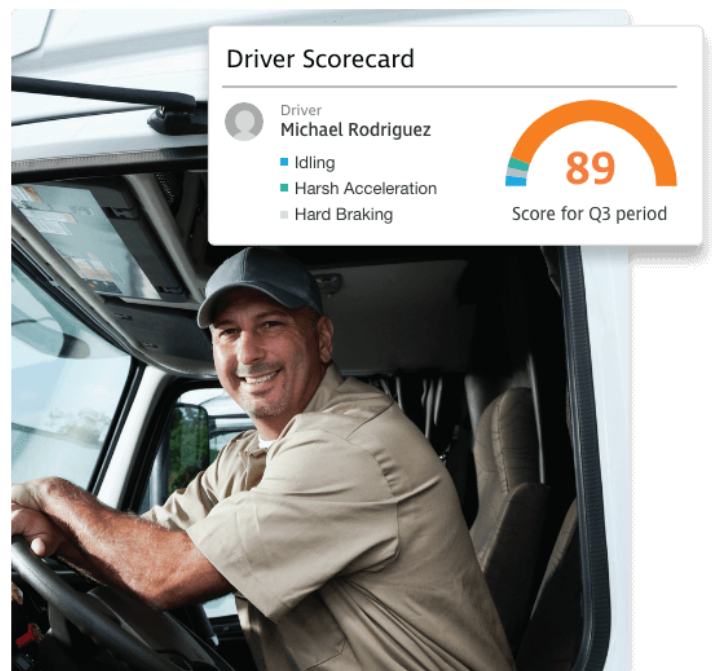 Driver Scorecard
Driver
Michael Rodriguez
Idling
Harsh Acceleration
Hard Braking
89
Score for Q3 period